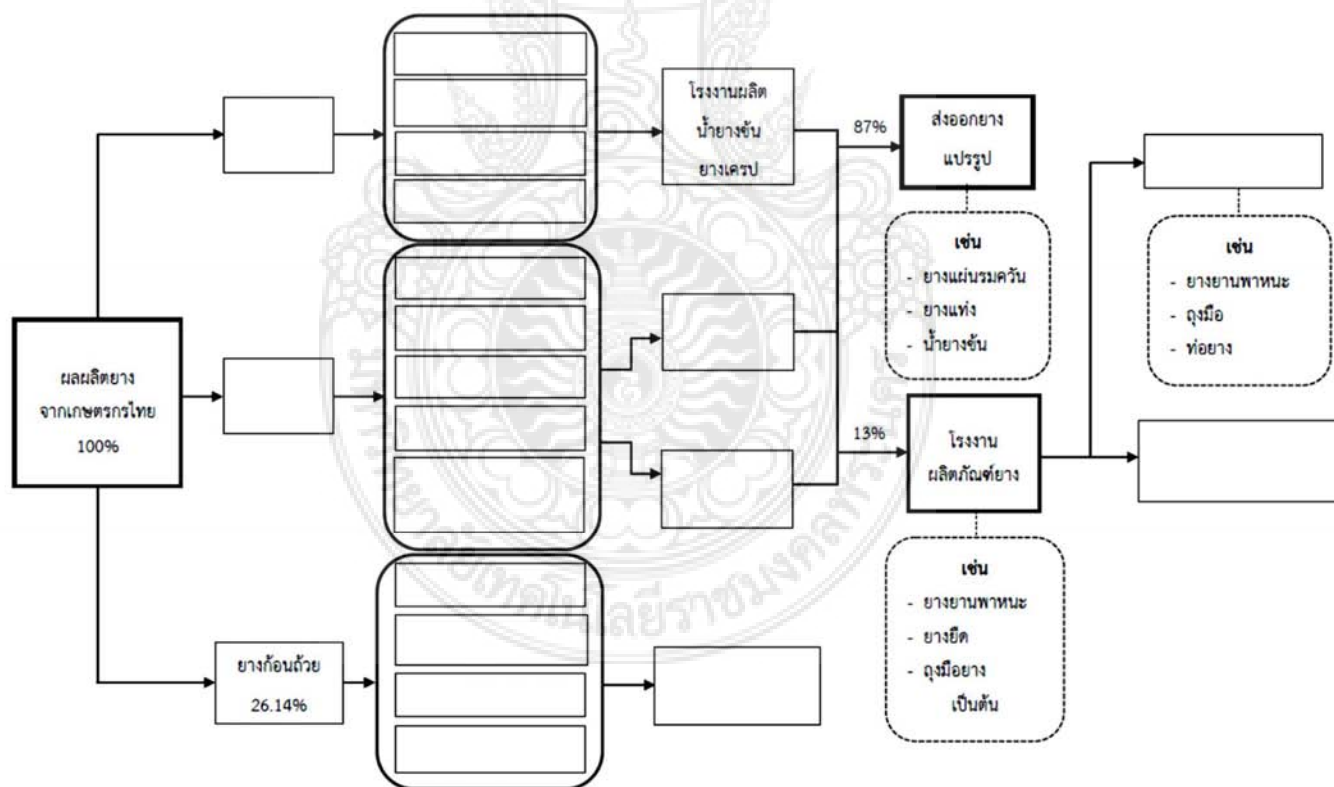 โรงงานผลิต
น้ำยางข้น
ยางเครป
87%
ส่งออกยาง
แปรรูป
เช่น
- ยางแผ่นรมควัน
- ยางแท่ง
- น้ำยางข้น
เช่น
- ยางยานพาหนะ
- ถุงมือ
- ท่อยาง
ผลผลิตยาง
จากเกษตรกรไทย
100%
13%
โรงงาน
ผลิตภัณฑ์ยาง
เช่น
- ยางยานพาหนะ
- ยางยืด
- ถุงมือยาง
เป็นต้น
ยางก้อนถ้วย
26.14%